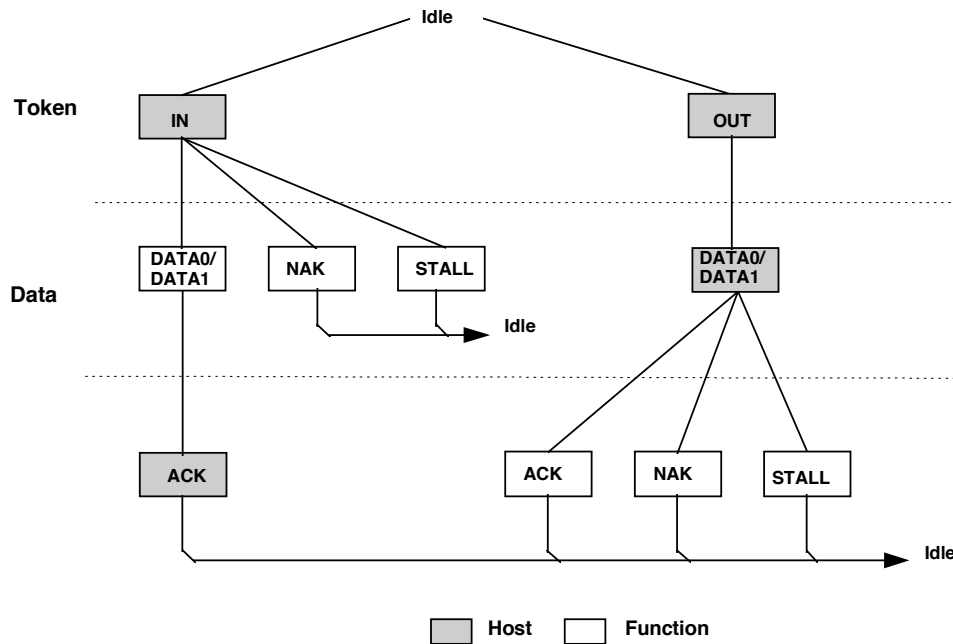 Idle
Token
IN
OUT
DATA0/
DATA1
NAK
STALL
DATA0/
DATA1
Data
Idle
ACK
ACK
NAK
STALL
Idle
Host
Function